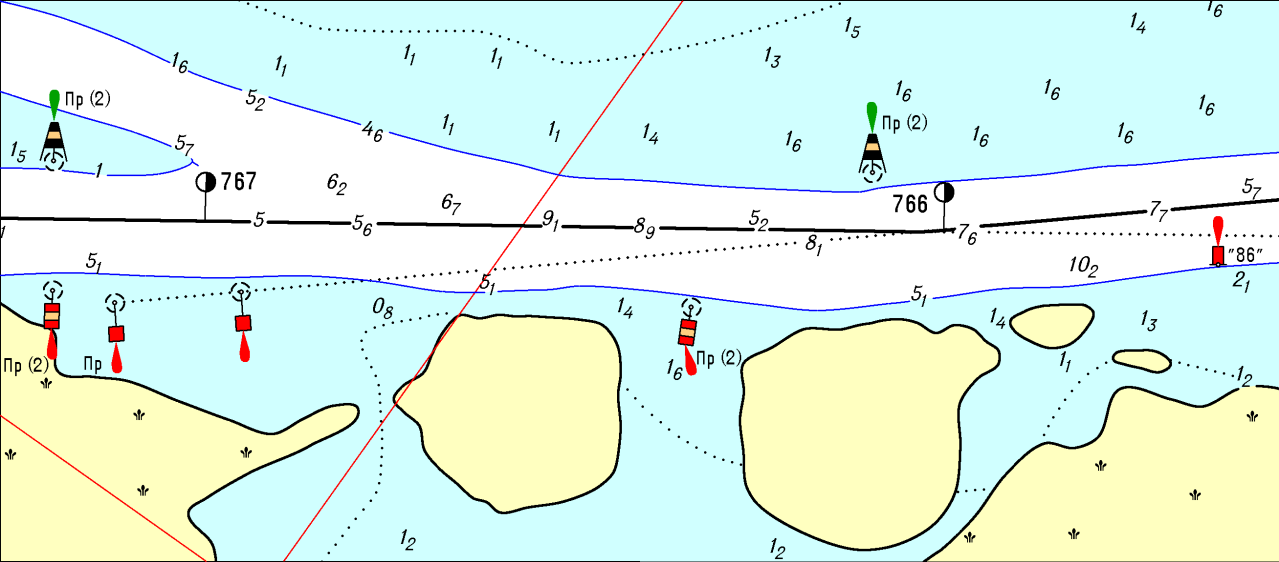 1₆
1₄
1₅
1₁ 1₁ 1₃
1₆ 1₁
Пр (2) 5₂ 1₆ 1₆ 1₆
4₆ 1₁ 1₁ 1₄ 1₆ Пр (2) 1₆ 1₆
1₅ 5₇
1 767 6₂ 5₇
6₇ 766 7₇
5 5₆ 9₁ 8₉ 5₂ 7₆
1 8₁
5₁ 10₂ "86"
5₁ 2₁
0₈ 1₄ 5₁ 1₄ 1₃
Пр (2) Пр 1₆ Пр (2) 1₁ 1₂
1₂ 1₂